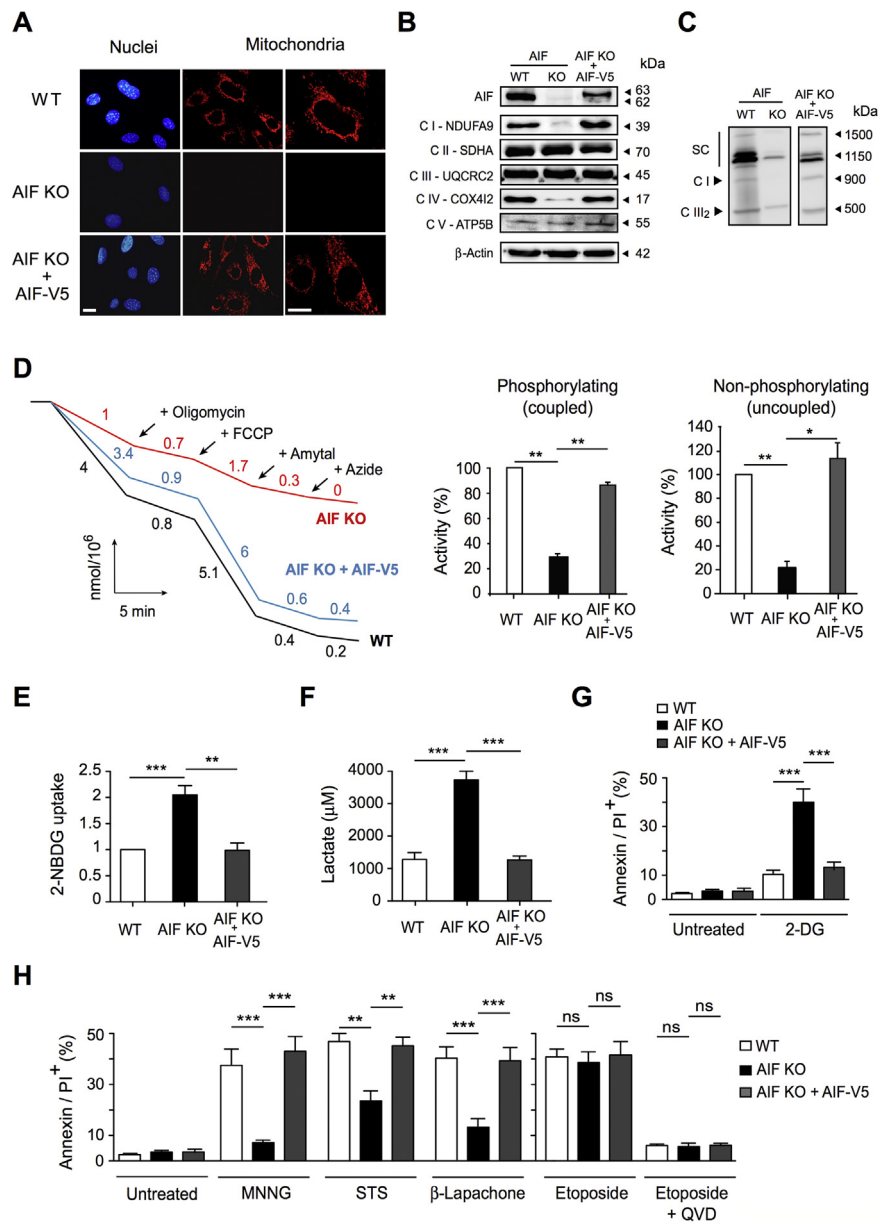 A
Nuclei Mitochondria
WT
AIF KO
AIF KO
+
AIF-V5
B
AIF
AIF KO
+
AIF-V5
WT KO
kDa
AIF
63
62
C I - NDUFA9
39
C II - SDHA
70
C III - UQCRC2
45
C IV - COX4I2
17
C V - ATP5B
55
β-Actin
42
C
AIF
AIF KO
+
AIF-V5
WT KO
kDa
SC
1500
1150
C I
900
C III2
500
D
1
+ Oligomycin
0.7
+ FCCP
1.7
+ Amytal
0.3
+ Azide
0
AIF KO
3.4
4
0.9
0.8
6
5.1
AIF KO + AIF-V5
0.6
0.4
WT
0.4
0.2
nmol/10⁶
5 min
Phosphorylating
(coupled)
** **
Activity (%)
100
80
60
40
20
0
WT
AIF KO
AIF KO
+
AIF-V5
Non-phosphorylating
(uncoupled)
** *
Activity (%)
140
120
100
80
60
40
20
0
WT
AIF KO
AIF KO
+
AIF-V5
E
*** **
2-NBDG uptake
2.5
2
1.5
1
0.5
0
WT
AIF KO
AIF KO
+
AIF-V5
F
*** ***
Lactate (µM)
4000
3000
2000
1000
0
WT
AIF KO
AIF KO
+
AIF-V5
G
WT
AIF KO
AIF KO + AIF-V5
*** ***
Annexin / PI⁺ (%)
50
40
10
0
Untreated
2-DG
H
*** ***
** **
*** ***
ns ns
ns ns
Annexin / PI⁺ (%)
50
40
10
0
WT
AIF KO
AIF KO + AIF-V5
Untreated
MNNG
STS
β-Lapachone
Etoposide
Etoposide
+ QVD